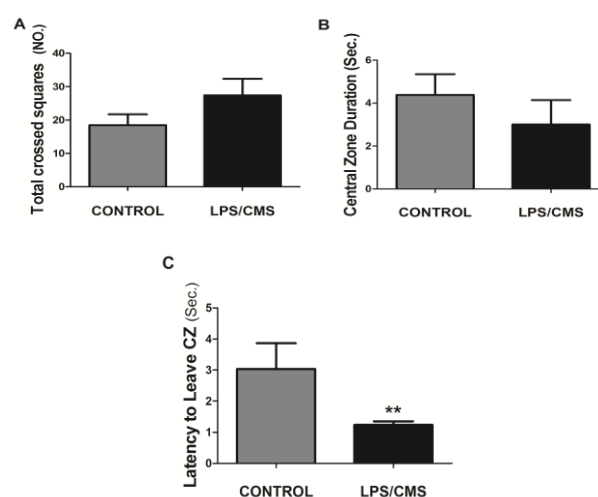 A
Total crossed squares (NO.)
40
30
20
10
0
CONTROL LPS/CMS
B
Central Zone Duration (Sec.)
6
4
2
0
CONTROL LPS/CMS
C
Latency to Leave CZ (Sec.)
5
4
3
2
1
0
**
CONTROL LPS/CMS